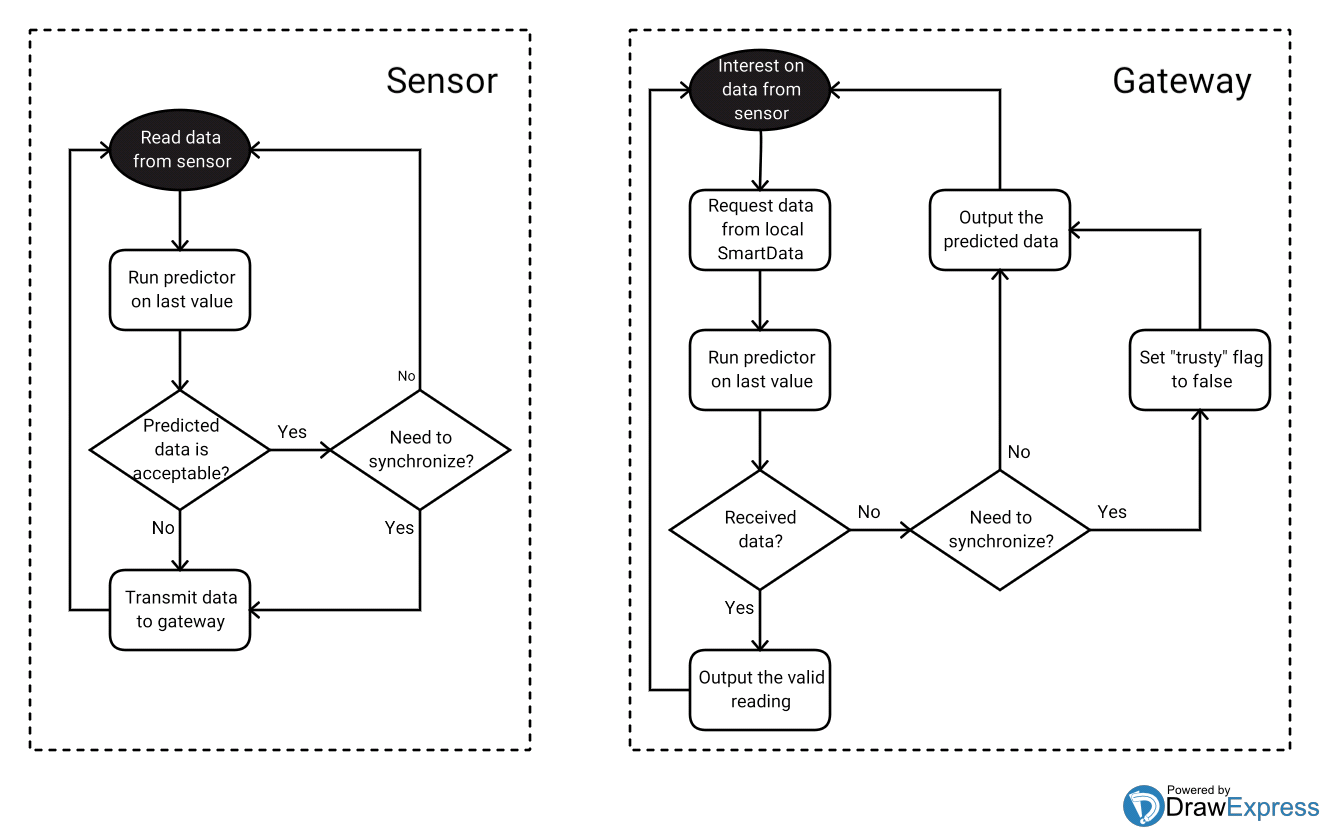 Sensor
Read data
from sensor
Run predictor
on last value
No
Predicted
data is
acceptable?
Yes
Need to
synchronize?
No
Yes
Transmit data
to gateway
Gateway
Interest on
data from
sensor
Request data
from local
SmartData
Output the
predicted data
Run predictor
on last value
Set "trusty" flag
to false
No
Received
data?
No
Need to
synchronize?
Yes
Yes
Output the valid
reading
Powered by
DrawExpress